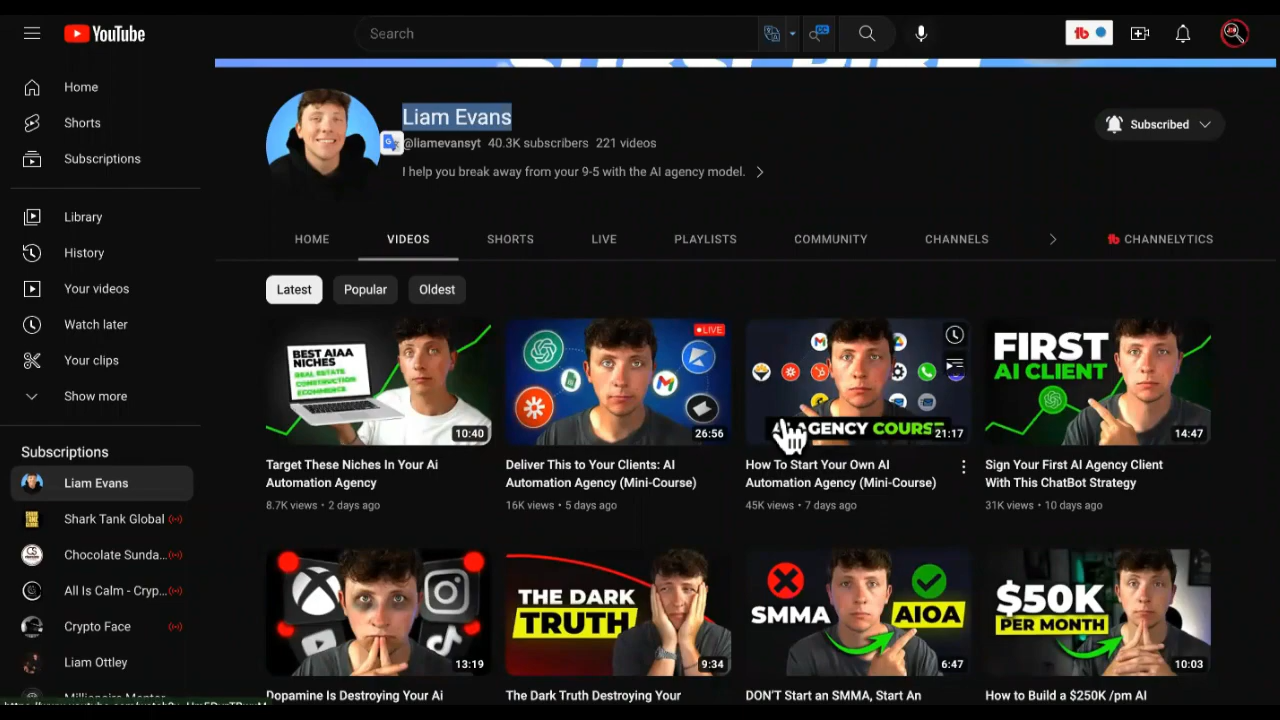 YouTube
Search
Home
Shorts
Subscriptions
Library
History
Your videos
Watch later
Your clips
Show more
Subscriptions
Liam Evans
Shark Tank Global
Chocolate Sunda...
All Is Calm - Cryp...
Crypto Face
Liam Ottley
SUBSCRIBE
Liam Evans
@liamevansyt 40.3K subscribers 221 videos
I help you break away from your 9-5 with the AI agency model.
Subscribed
HOME VIDEOS SHORTS LIVE PLAYLISTS COMMUNITY CHANNELS CHANNELYTICS
Latest Popular Oldest
BEST AIAA
NICHES
REAL ESTATE
CONSTRUCTION
ECOMMERCE
10:40
Target These Niches In Your Ai
Automation Agency
8.7K views • 2 days ago
LIVE
26:56
Deliver This to Your Clients: AI
Automation Agency (Mini-Course)
16K views • 5 days ago
AGENCY COURSE
21:17
How To Start Your Own AI
Automation Agency (Mini-Course)
45K views • 7 days ago
FIRST
AI CLIENT
14:47
Sign Your First AI Agency Client
With This ChatBot Strategy
31K views • 10 days ago
13:19
Dopamine Is Destroying Your Ai
THE DARK
TRUTH
9:34
The Dark Truth Destroying Your
SMMA
AIOA
6:47
DON'T Start an SMMA, Start An
$50K
PER MONTH
10:03
How to Build a $250K /pm AI